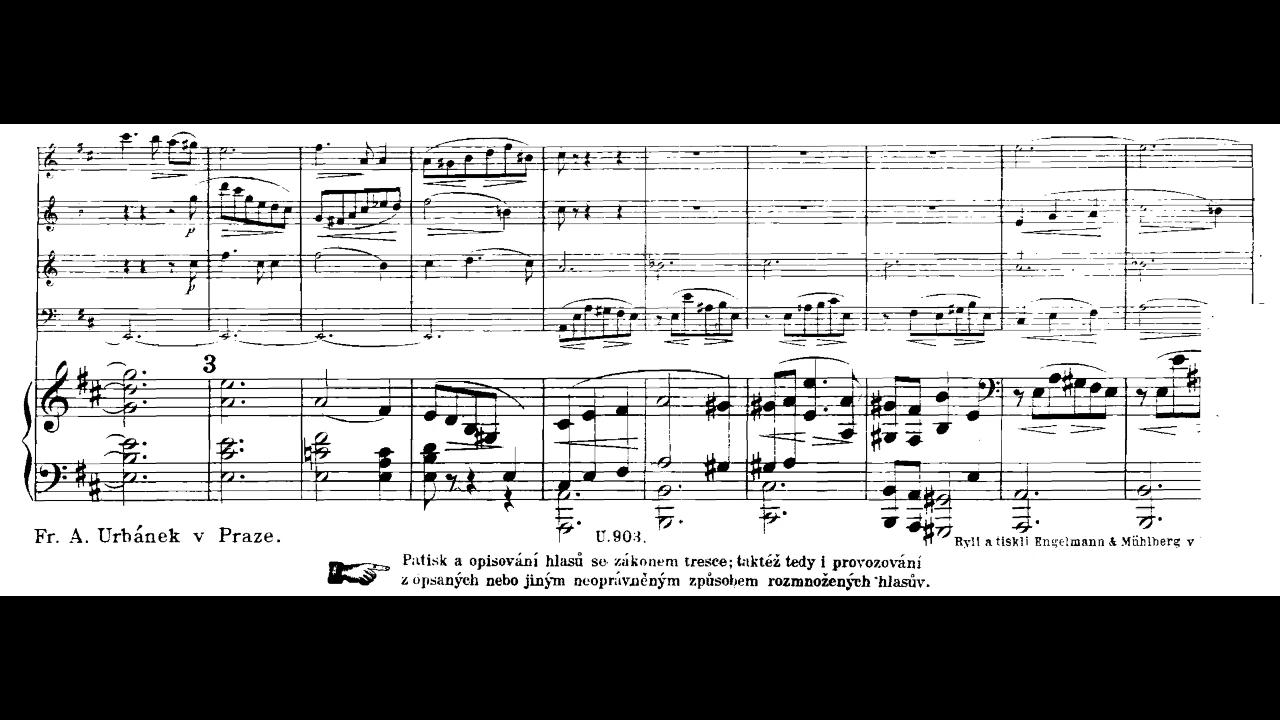 p
p
3
Fr. A. Urbánek v Praze.
U. 903.
Ryli a tiskli Engelmann & Mühlberg v
Patisk a opisování hlasů se zákonem tresce; taktéž tedy i provozování
z opsaných nebo jiným neoprávněným způsobem rozmnožených hlasův.